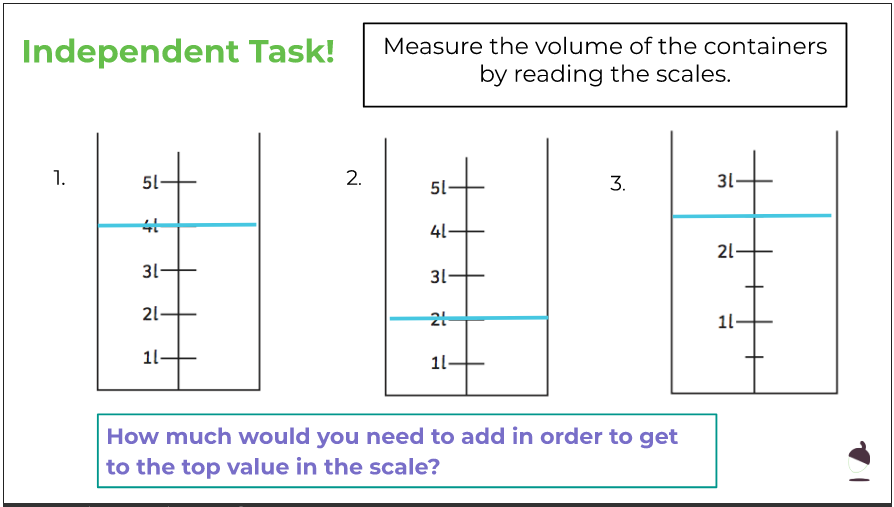 Independent Task!
Measure the volume of the containers
by reading the scales.
1.
5l
4l
3l
2l
1l
2.
5l
4l
3l
2l
1l
3.
3l
2l
1l
How much would you need to add in order to get
to the top value in the scale?